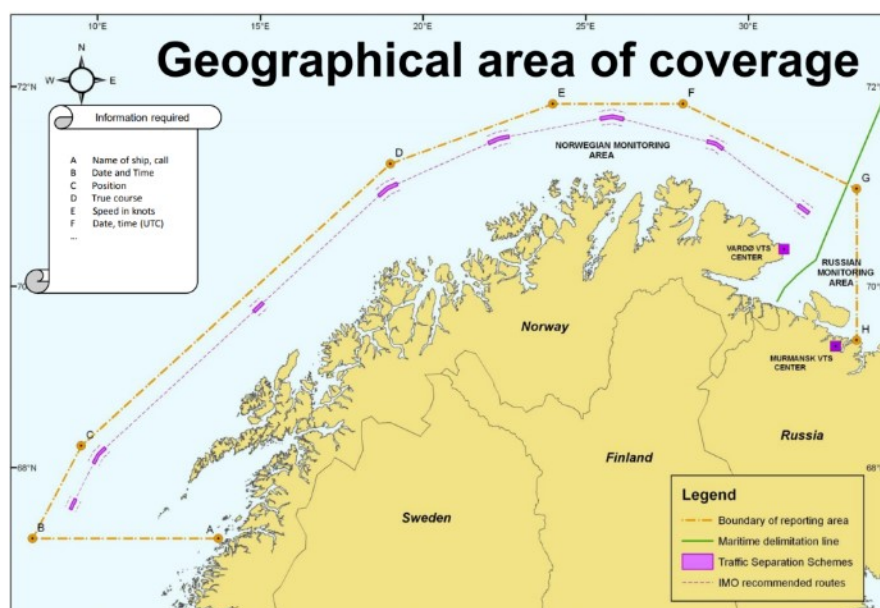 10°E 15°E 20°E 25°E 30°E
Geographical area of coverage
72°N
72°
N
W E
S
Information required
A Name of ship, call
B Date and Time
C Position
D True course
E Speed in knots
F Date, time (UTC)
...
E
F
D
G
NORWEGIAN MONITORING
AREA
VARDØ VTS
CENTER
RUSSIAN
MONITORING
AREA
70°N
70°
H
Norway
MURMANSK VTS
CENTER
C
68°N
Finland
Russia
B
A
Sweden
Legend
Boundary of reporting area
Maritime delimitation line
Traffic Separation Schemes
IMO recommended routes